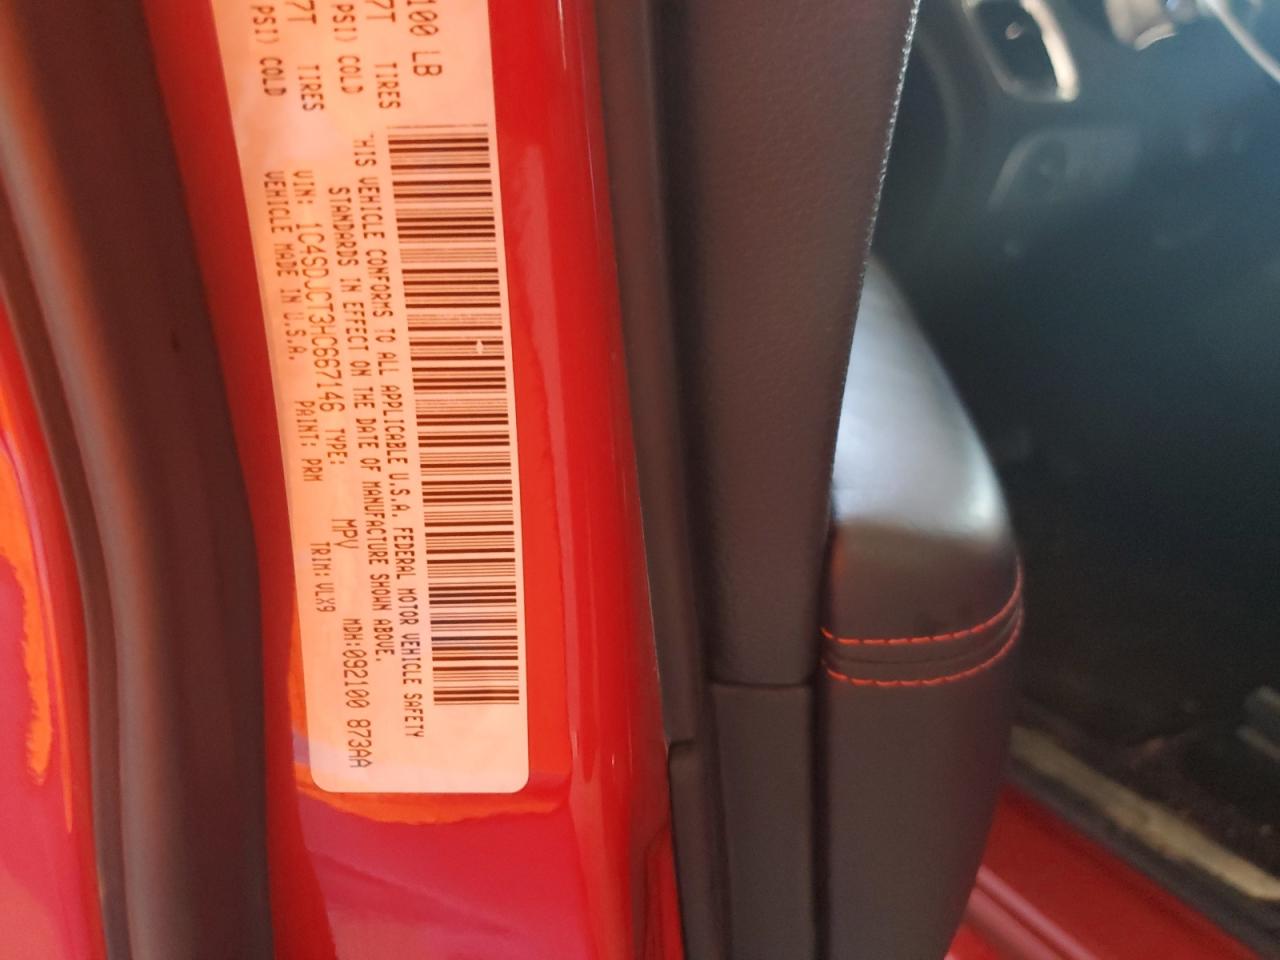 100 LB
7T TIRES
PSI) COLD
7T TIRES
PSI) COLD
THIS VEHICLE CONFORMS TO ALL APPLICABLE U.S.A. FEDERAL MOTOR VEHICLE SAFETY
STANDARDS IN EFFECT ON THE DATE OF MANUFACTURE SHOWN ABOVE.
VIN: 1C4SDJCT3HC667146 TYPE: MPV MDH:092100 873AA
VEHICLE MADE IN U.S.A. PAINT: PRM TRIM: VLX9